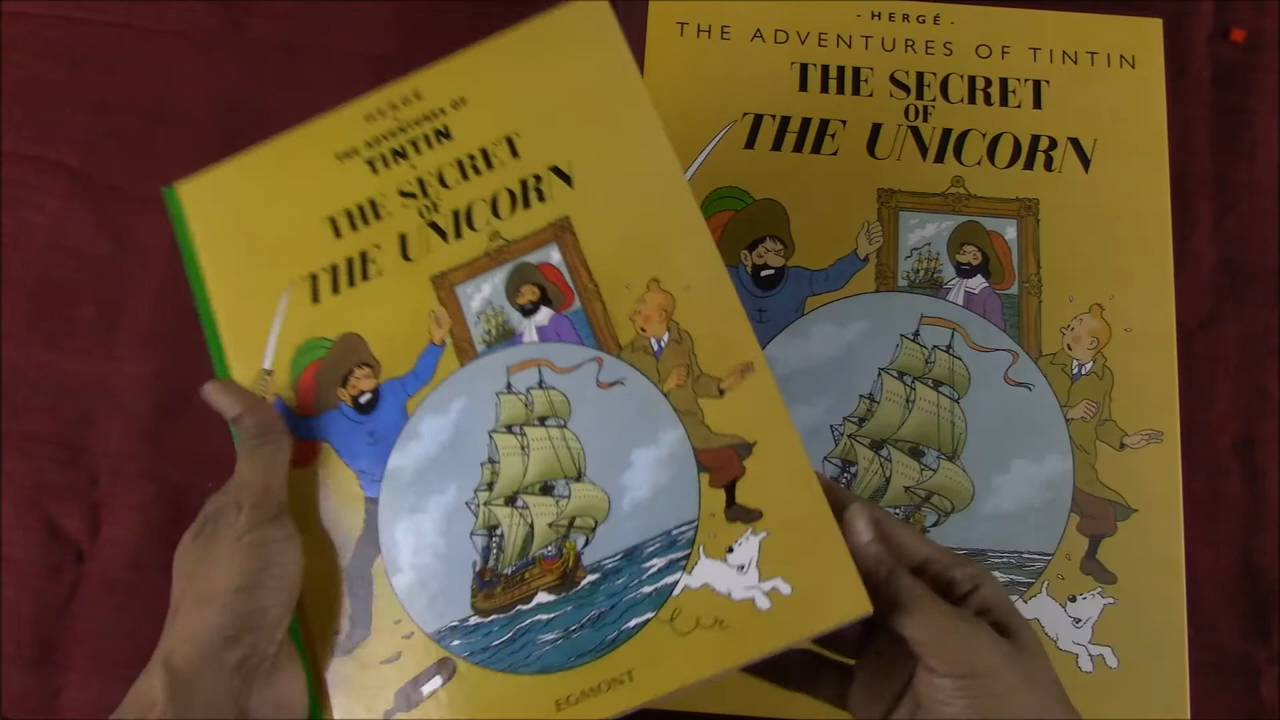 HERGÉ
THE ADVENTURES OF
TINTIN
THE SECRET
OF
THE UNICORN
EGMONT
- HERGÉ -
THE ADVENTURES OF TINTIN
THE SECRET
OF
THE UNICORN